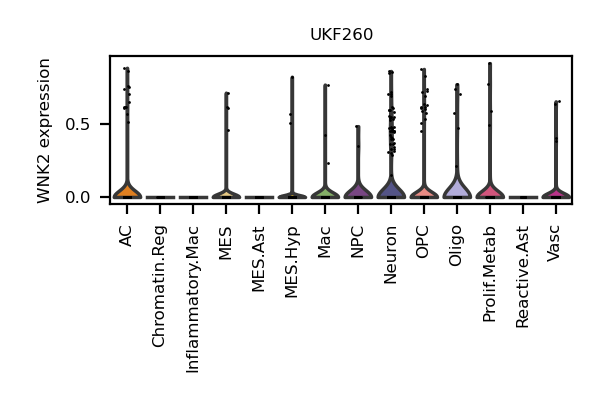 UKF260
WNK2 expression
0.5
0.0
AC
Chromatin.Reg
Inflammatory.Mac
MES
MES.Ast
MES.Hyp
Mac
NPC
Neuron
OPC
Oligo
Prolif.Metab
Reactive.Ast
Vasc